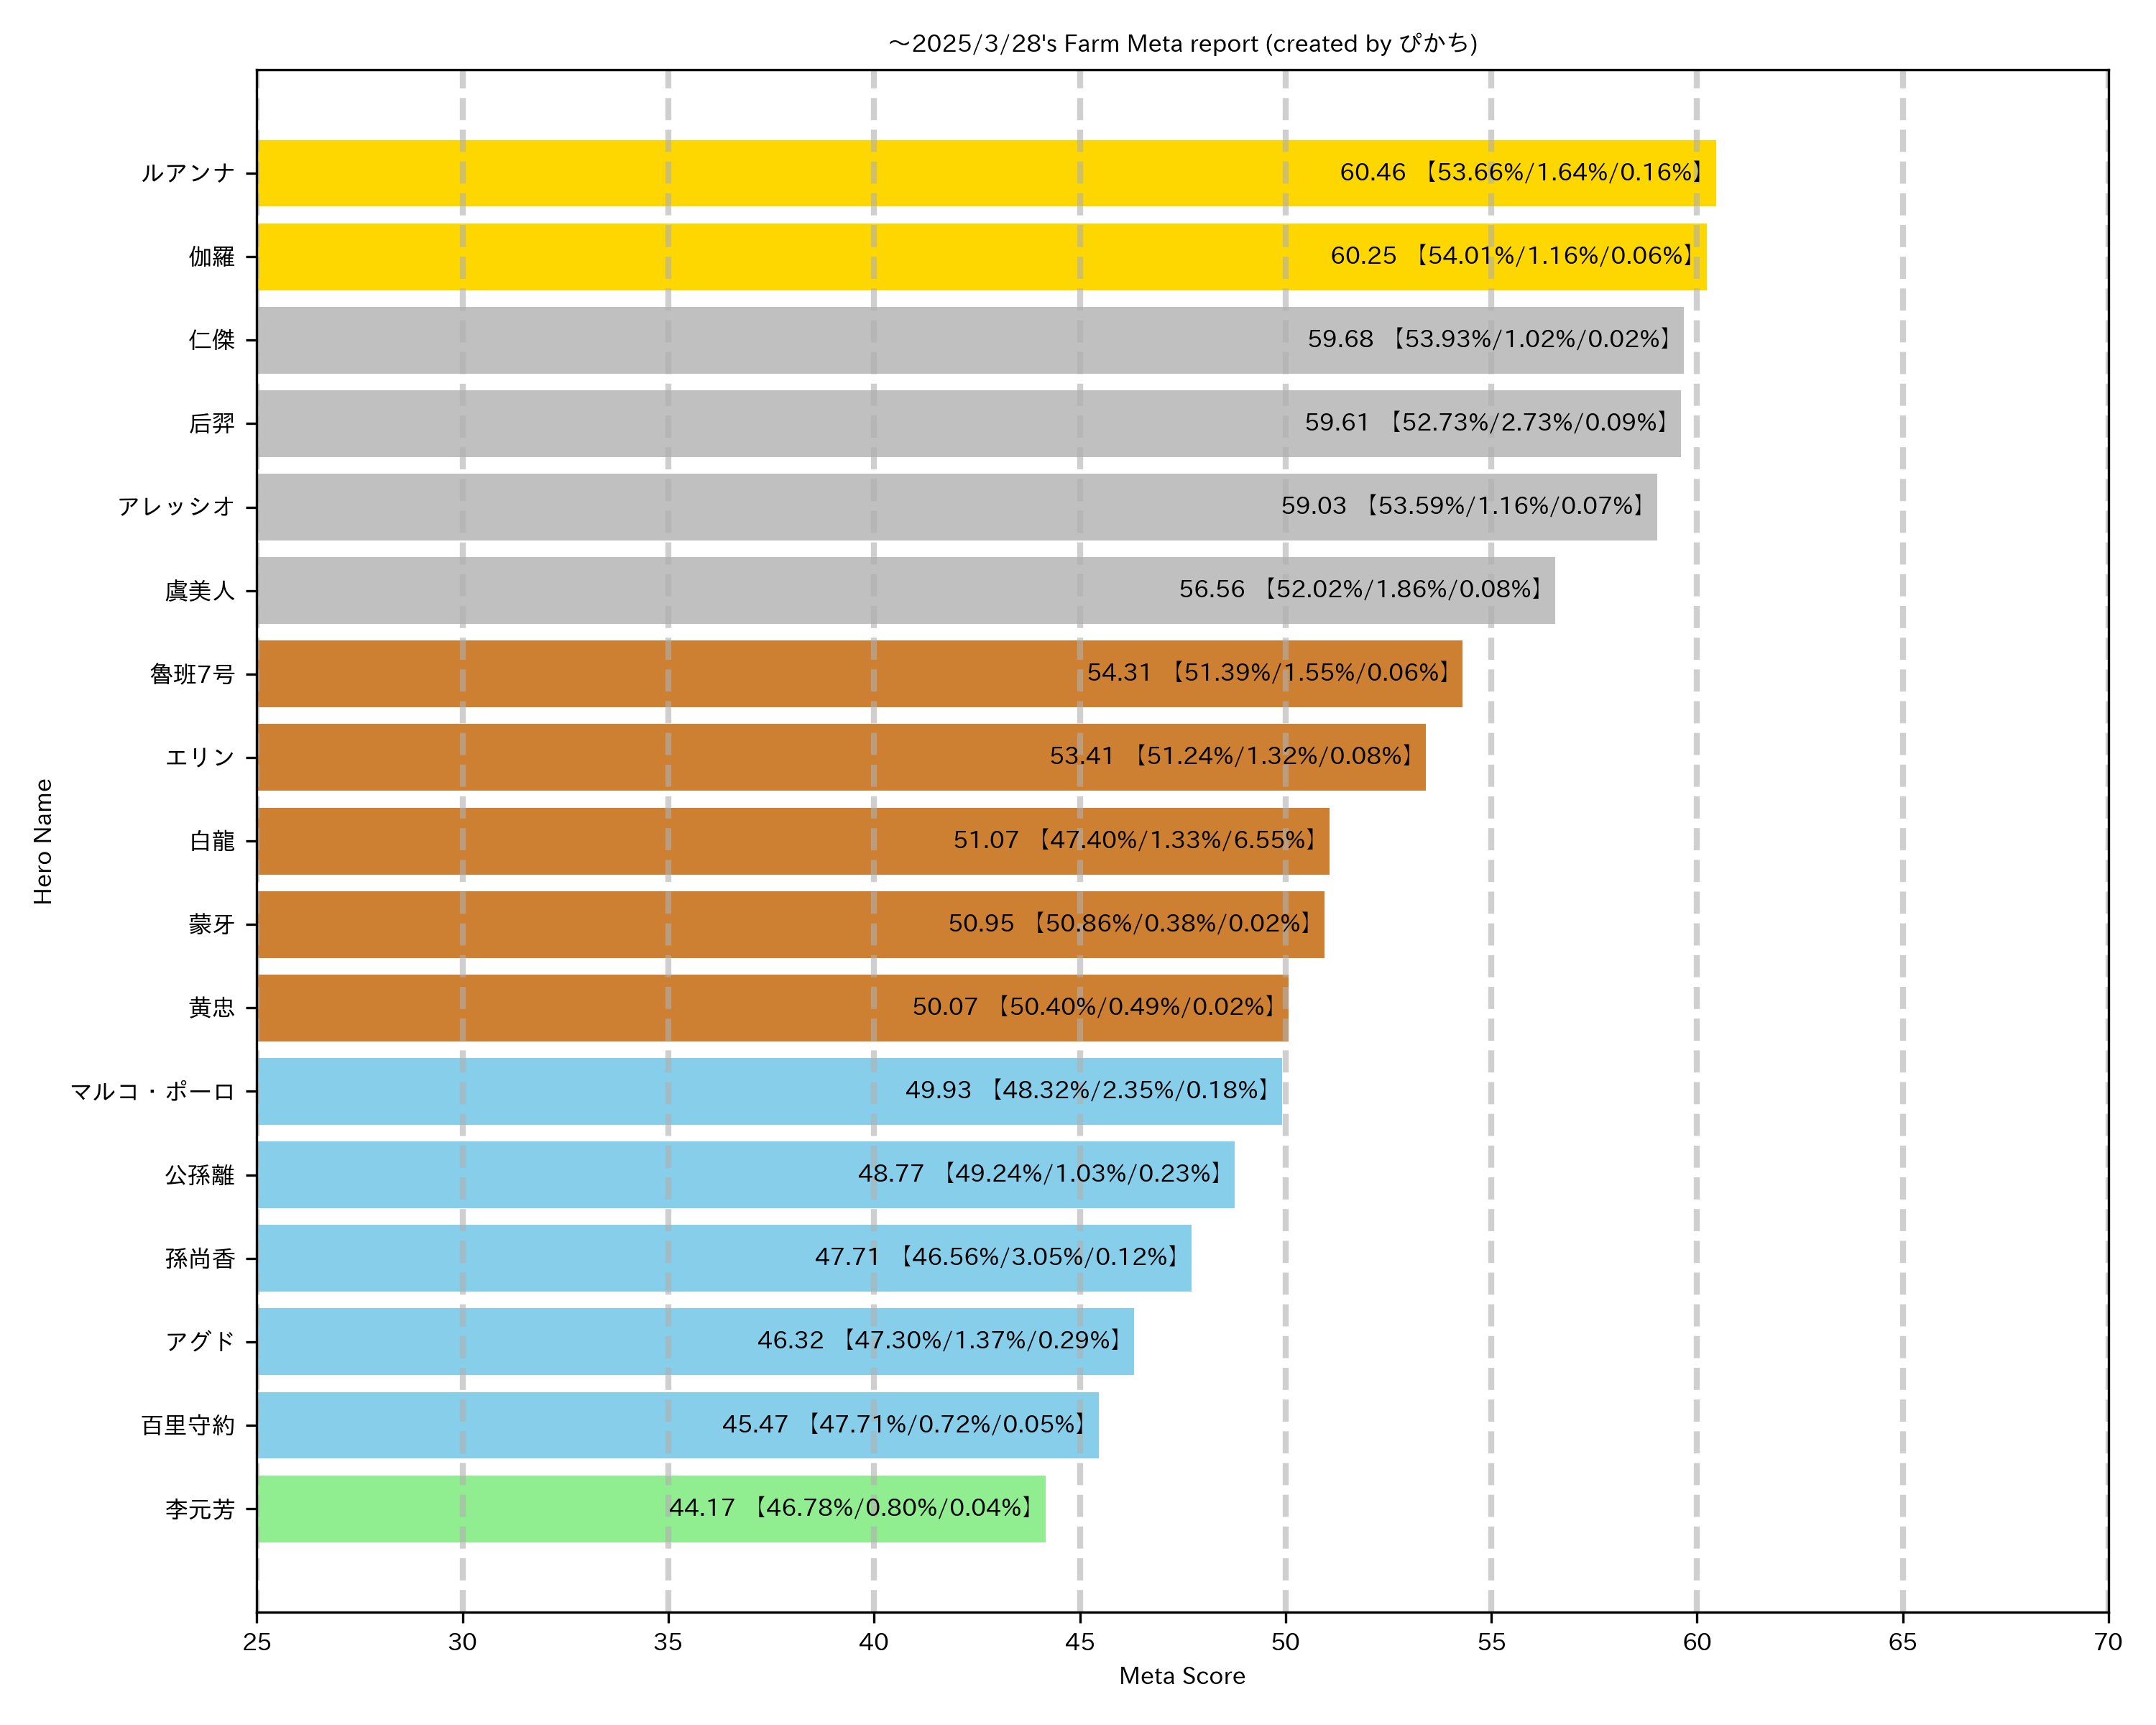 ～2025/3/28's Farm Meta report (created by ぴかち)
ルアンナ 60.46 【53.66%/1.64%/0.16%】
伽羅 60.25 【54.01%/1.16%/0.06%】
仁傑 59.68 【53.93%/1.02%/0.02%】
后羿 59.61 【52.73%/2.73%/0.09%】
アレッシオ 59.03 【53.59%/1.16%/0.07%】
虞美人 56.56 【52.02%/1.86%/0.08%】
魯班7号 54.31 【51.39%/1.55%/0.06%】
エリン 53.41 【51.24%/1.32%/0.08%】
白龍 51.07 【47.40%/1.33%/6.55%】
蒙牙 50.95 【50.86%/0.38%/0.02%】
黄忠 50.07 【50.40%/0.49%/0.02%】
マルコ・ポーロ 49.93 【48.32%/2.35%/0.18%】
公孫離 48.77 【49.24%/1.03%/0.23%】
孫尚香 47.71 【46.56%/3.05%/0.12%】
アグド 46.32 【47.30%/1.37%/0.29%】
百里守約 45.47 【47.71%/0.72%/0.05%】
李元芳 44.17 【46.78%/0.80%/0.04%】
Hero Name
25 30 35 40 45 50 55 60 65 70
Meta Score